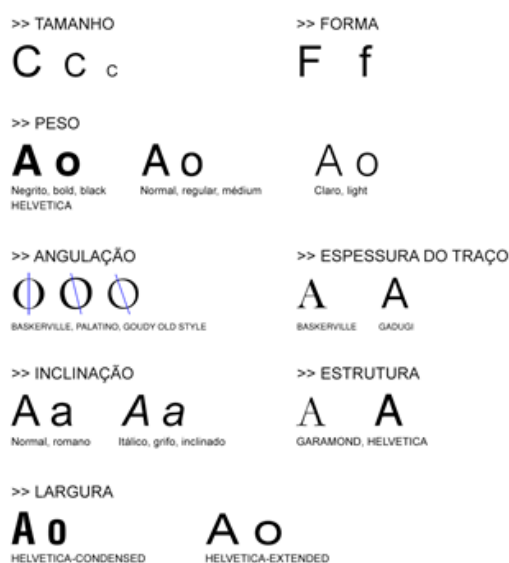 >> TAMANHO
C C c
>> FORMA
F f
>> PESO
A o
Negrito, bold, black
HELVETICA
A o
Normal, regular, médium
A o
Claro, light
>> ANGULAÇÃO
O O O
BASKERVILLE, PALATINO, GOUDY OLD STYLE
>> ESPESSURA DO TRAÇO
A A
BASKERVILLE GADUGI
>> INCLINAÇÃO
A a
Normal, romano
A a
Itálico, grifo, inclinado
>> ESTRUTURA
A A
GARAMOND, HELVETICA
>> LARGURA
A o
HELVETICA-CONDENSED
A o
HELVETICA-EXTENDED